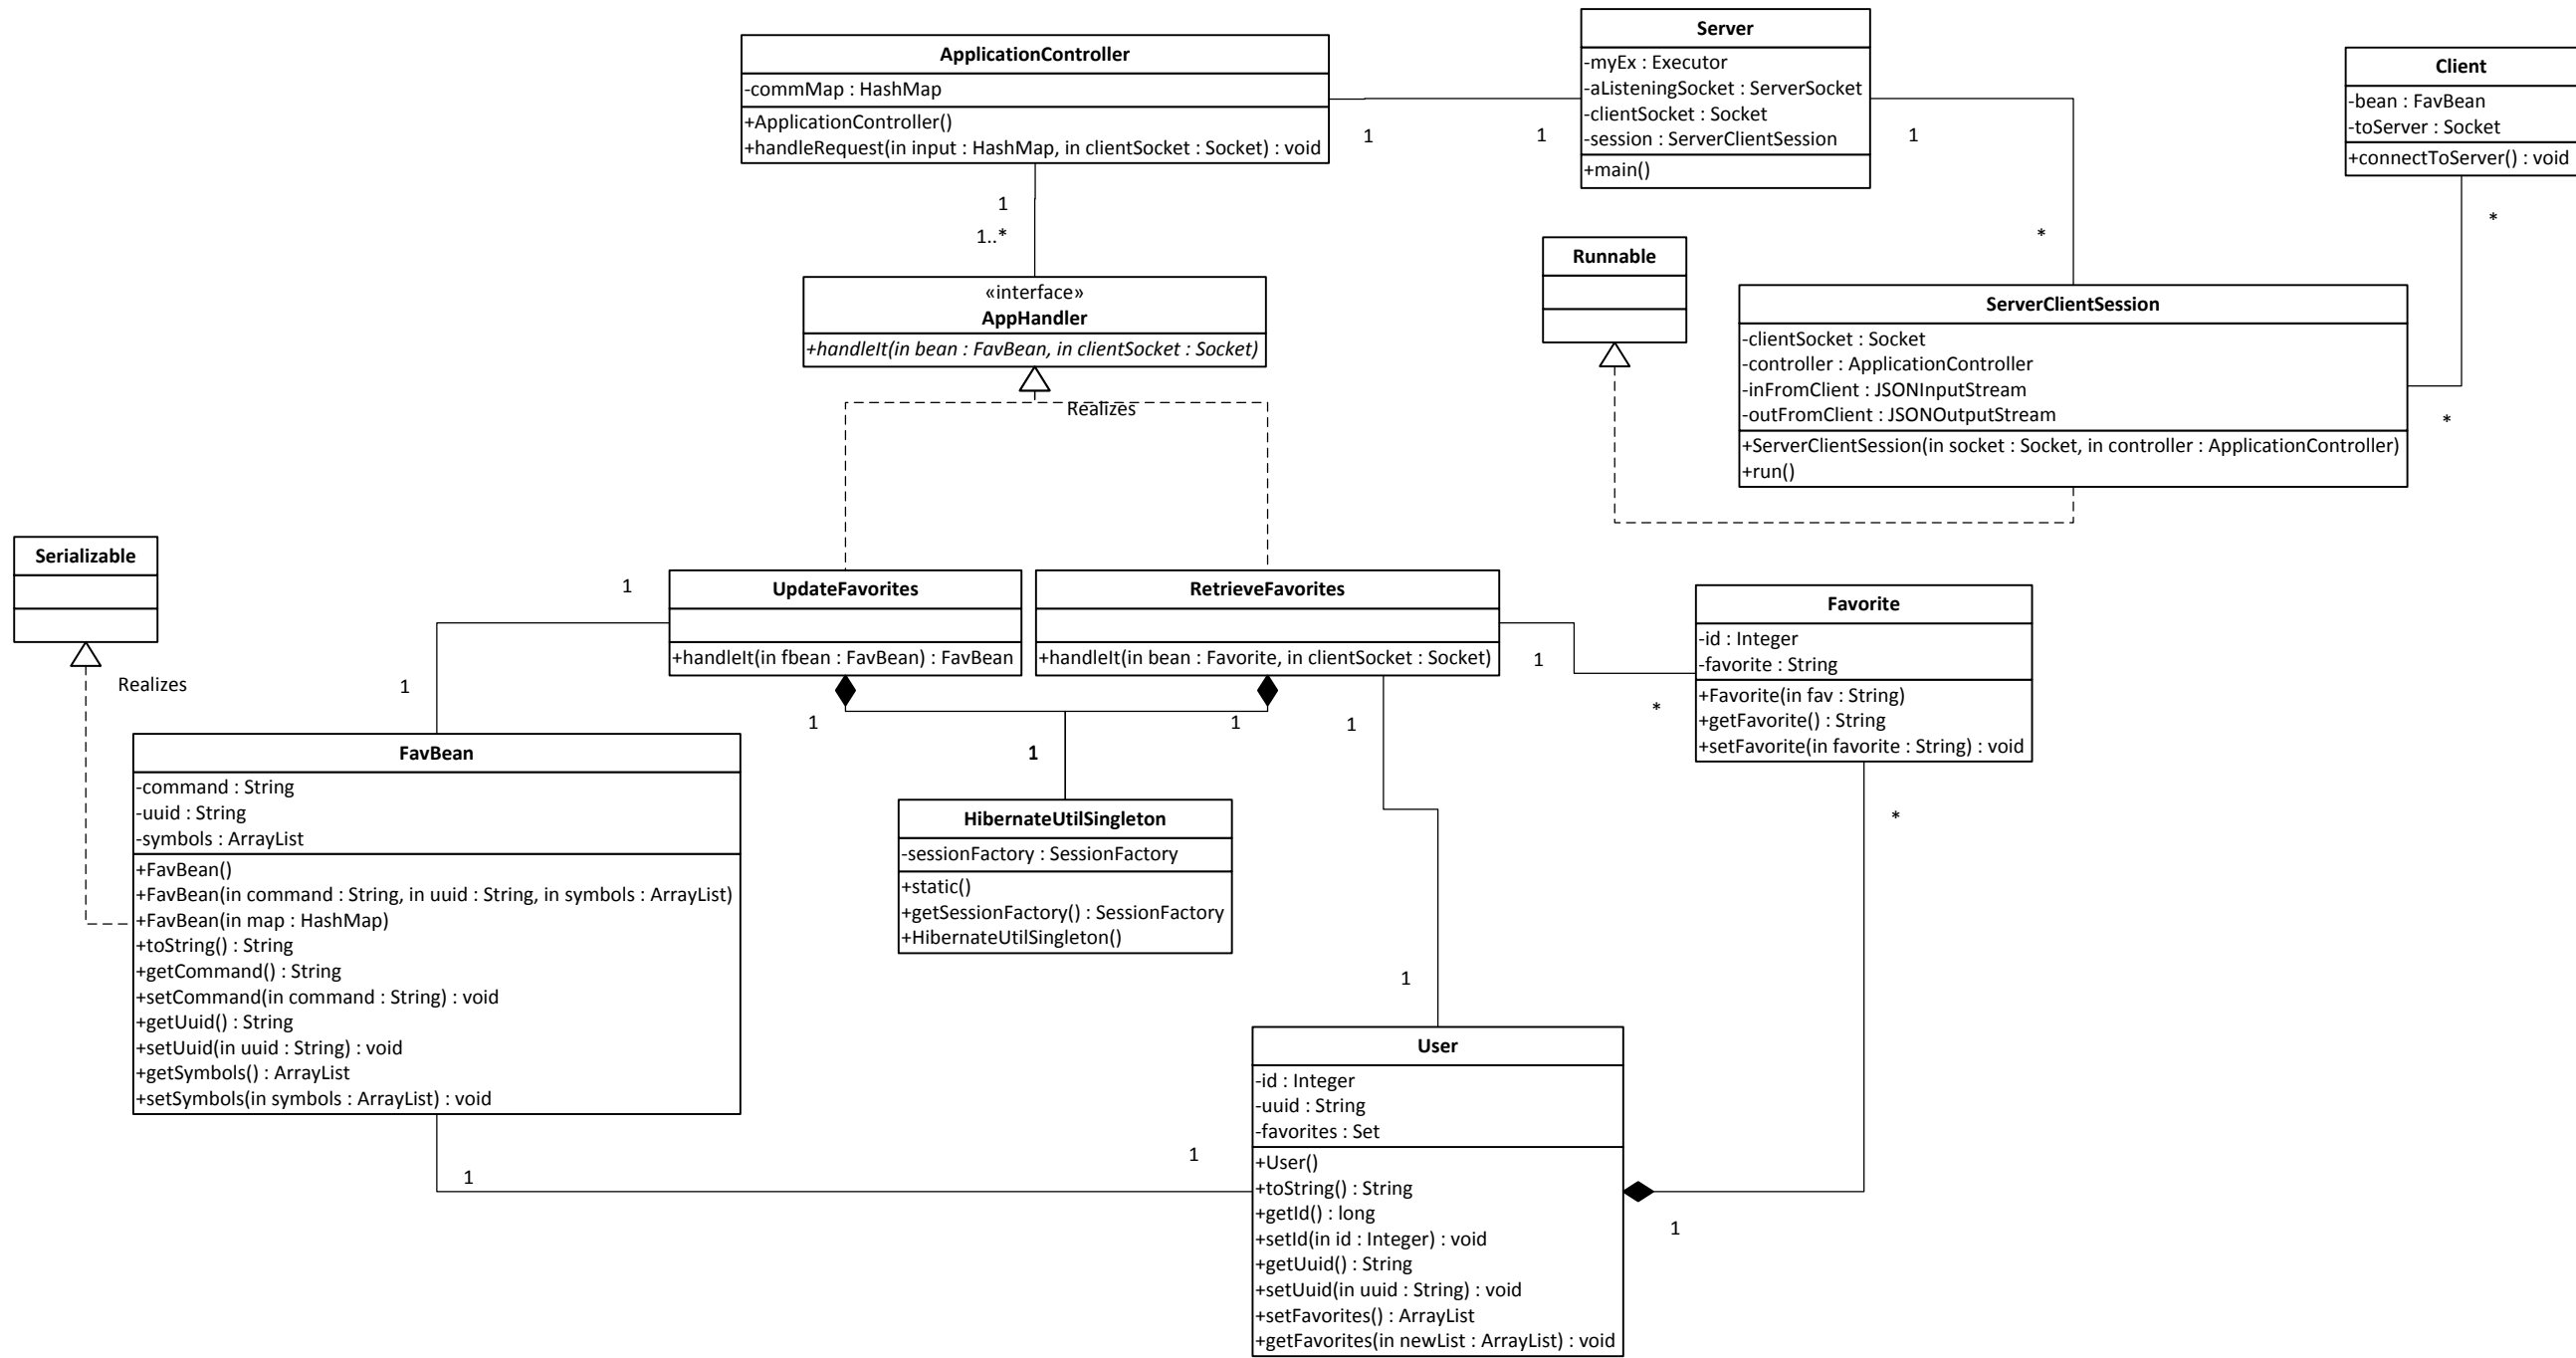 ApplicationController
-commMap : HashMap
+ApplicationController()
+handleRequest(in input : HashMap, in clientSocket : Socket) : void
Server
-myEx : Executor
-aListeningSocket : ServerSocket
-clientSocket : Socket
-session : ServerClientSession
+main()
Client
-bean : FavBean
-toServer : Socket
+connectToServer() : void
1
1
1
*
*
*
1
1..*
«interface»
AppHandler
+handleIt(in bean : FavBean, in clientSocket : Socket)
Realizes
Runnable
ServerClientSession
-clientSocket : Socket
-controller : ApplicationController
-inFromClient : JSONInputStream
-outFromClient : JSONOutputStream
+ServerClientSession(in socket : Socket, in controller : ApplicationController)
+run()
Serializable
Realizes
1
1
UpdateFavorites
+handleIt(in fbean : FavBean) : FavBean
RetrieveFavorites
+handleIt(in bean : Favorite, in clientSocket : Socket)
1
*
Favorite
-id : Integer
-favorite : String
+Favorite(in fav : String)
+getFavorite() : String
+setFavorite(in favorite : String) : void
1
1
1
1
*
FavBean
-command : String
-uuid : String
-symbols : ArrayList
+FavBean()
+FavBean(in command : String, in uuid : String, in symbols : ArrayList)
+FavBean(in map : HashMap)
+toString() : String
+getCommand() : String
+setCommand(in command : String) : void
+getUuid() : String
+setUuid(in uuid : String) : void
+getSymbols() : ArrayList
+setSymbols(in symbols : ArrayList) : void
HibernateUtilSingleton
-sessionFactory : SessionFactory
+static()
+getSessionFactory() : SessionFactory
+HibernateUtilSingleton()
1
1
1
1
User
-id : Integer
-uuid : String
-favorites : Set
+User()
+toString() : String
+getId() : long
+setId(in id : Integer) : void
+getUuid() : String
+setUuid(in uuid : String) : void
+setFavorites() : ArrayList
+getFavorites(in newList : ArrayList) : void